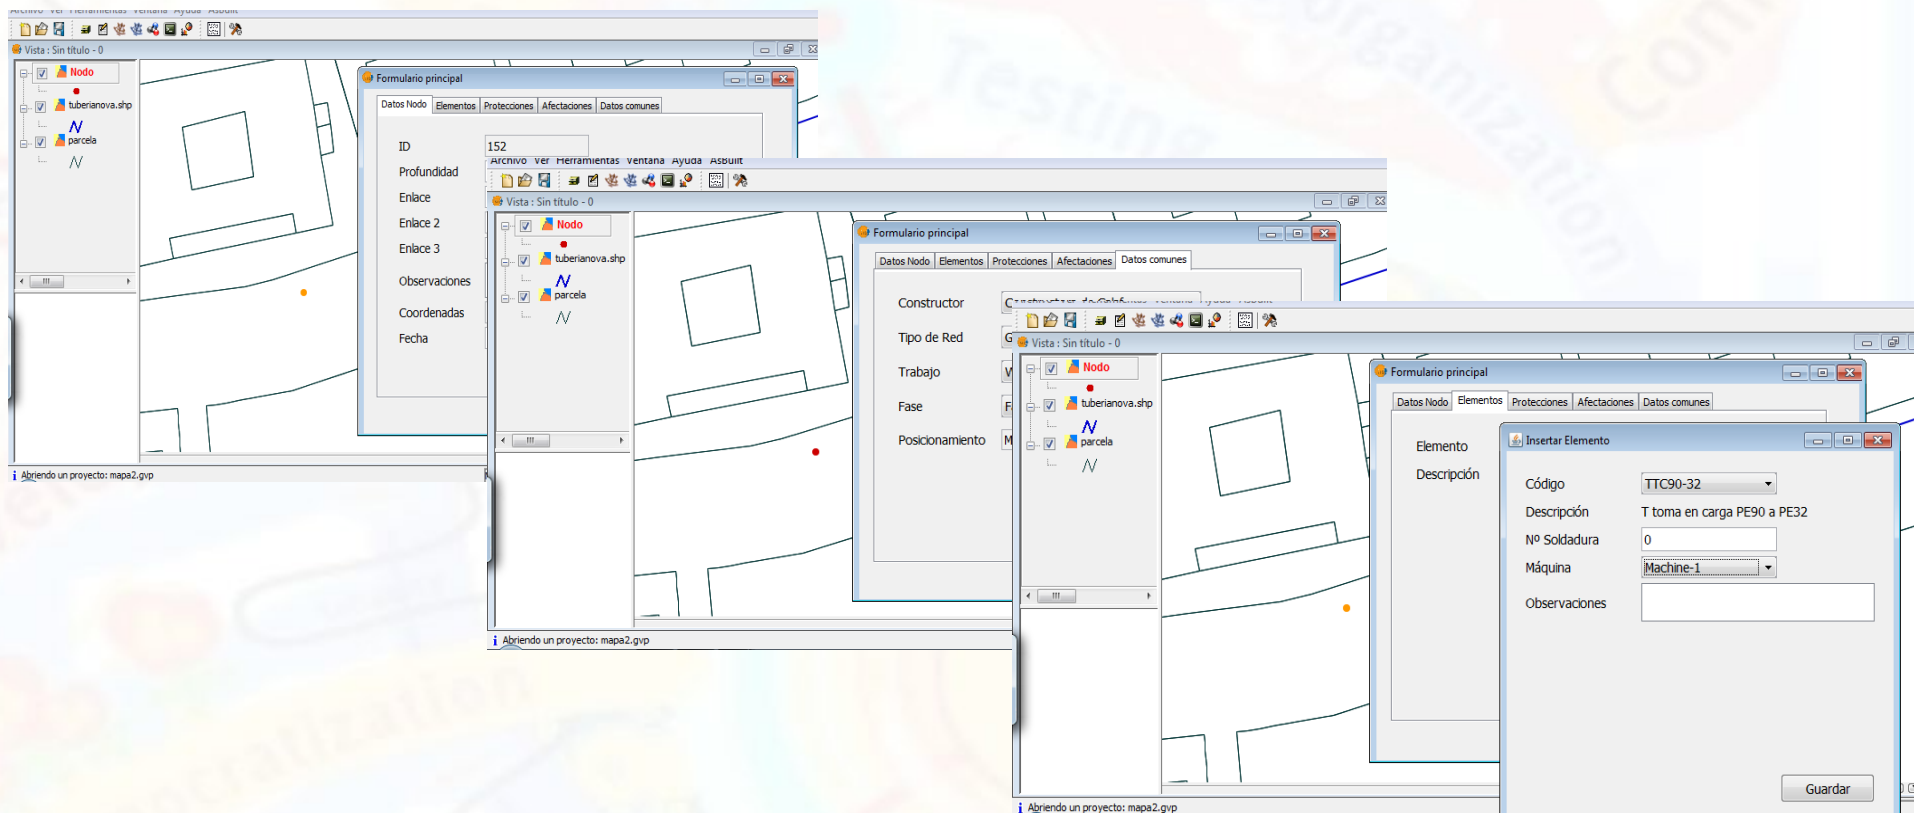 Archivo Ver Herramientas Ventana Ayuda AsBuilt
Vista : Sin título - 0
Nodo
tuberianova.shp
parcela
Formulario principal
Datos Nodo Elementos Protecciones Afectaciones Datos comunes
ID 152
Profundidad
Enlace
Enlace 2
Enlace 3
Observaciones
Coordenadas
Fecha
Abriendo un proyecto: mapa2.gvp
Archivo Ver Herramientas Ventana Ayuda AsBuilt
Vista : Sin título - 0
Nodo
tuberianova.shp
parcela
Formulario principal
Datos Nodo Elementos Protecciones Afectaciones Datos comunes
Constructor
Tipo de Red G
Trabajo
Fase
Posicionamiento M
Abriendo un proyecto: mapa2.gvp
Vista : Sin título - 0
Nodo
tuberianova.shp
parcela
Formulario principal
Datos Nodo Elementos Protecciones Afectaciones Datos comunes
Elemento
Descripción
Insertar Elemento
Código TTC90-32
Descripción T toma en carga PE90 a PE32
Nº Soldadura 0
Máquina Machine-1
Observaciones
Guardar
Abriendo un proyecto: mapa2.gvp
Testing
organization